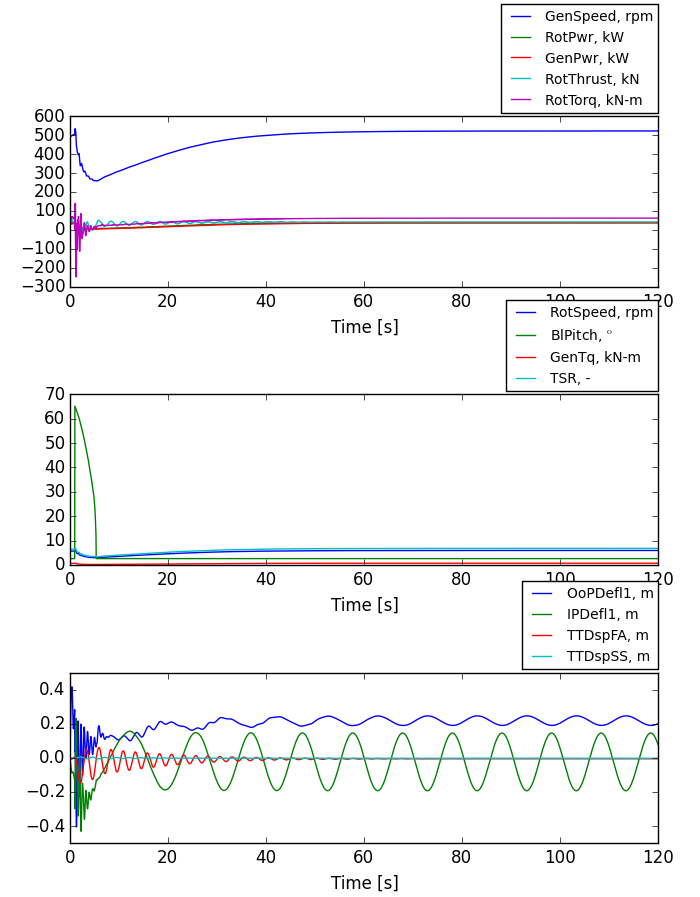 GenSpeed, rpm
RotPwr, kW
GenPwr, kW
RotThrust, kN
RotTorq, kN-m
600
500
400
300
200
100
0
−100
−200
−300
0 20 40 60 80 100 120
Time [s]
RotSpeed, rpm
BlPitch, °
GenTq, kN-m
TSR, -
70
60
50
40
30
20
10
0
0 20 40 60 80 100 120
Time [s]
OoPDefl1, m
IPDefl1, m
TTDspFA, m
TTDspSS, m
0.4
0.2
0.0
−0.2
−0.4
0 20 40 60 80 100 120
Time [s]